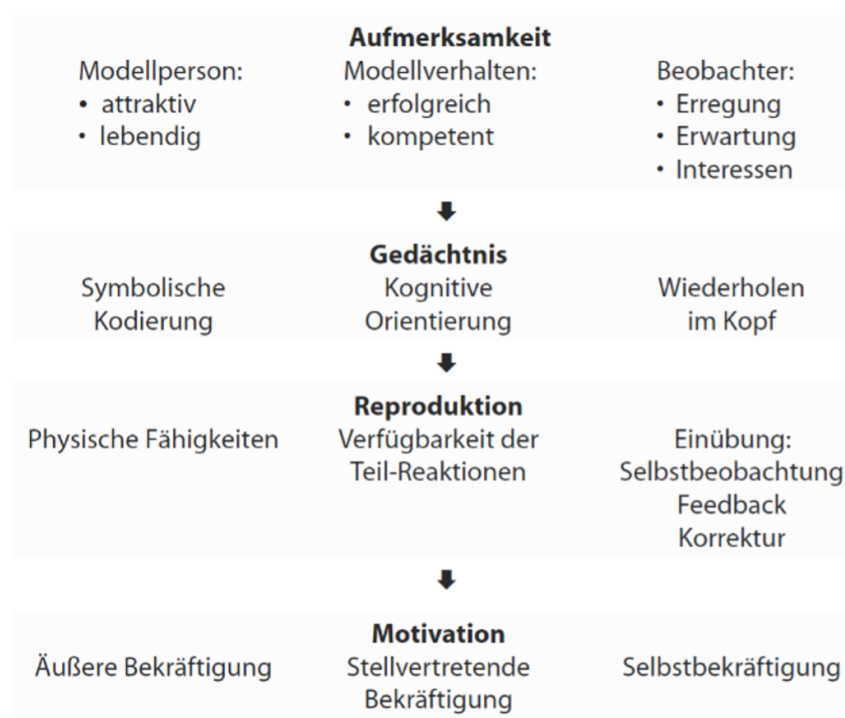 Aufmerksamkeit
Modellperson: Modellverhalten: Beobachter:
• attraktiv • erfolgreich • Erregung
• lebendig • kompetent • Erwartung
• Interessen
Gedächtnis
Symbolische Kognitive Wiederholen
Kodierung Orientierung im Kopf
Reproduktion
Physische Fähigkeiten Verfügbarkeit der Einübung:
Teil-Reaktionen Selbstbeobachtung
Feedback
Korrektur
Motivation
Äußere Bekräftigung Stellvertretende Selbstbekräftigung
Bekräftigung